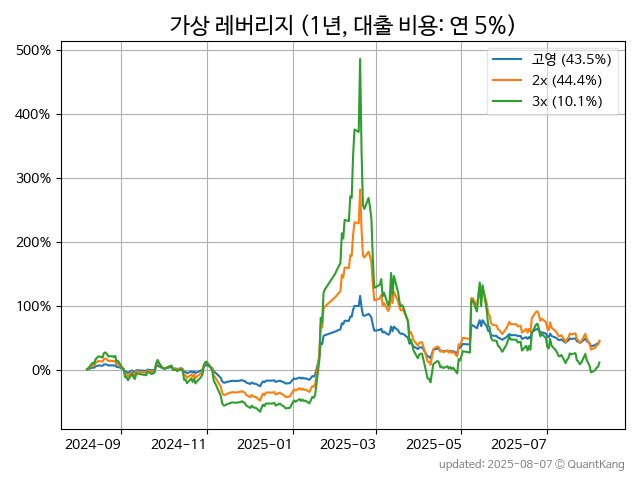 가상 레버리지 (1년, 대출 비용: 연 5%)
500%
400%
300%
200%
100%
0%
고영 (43.5%)
2x (44.4%)
3x (10.1%)
2024-09 2024-11 2025-01 2025-03 2025-05 2025-07
updated: 2025-08-07 © QuantKang